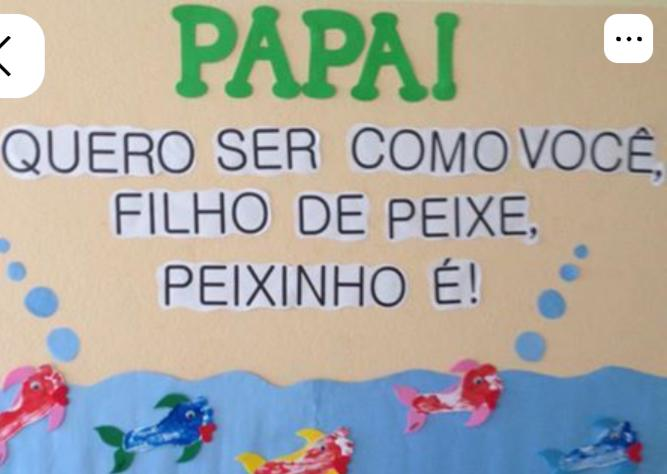 PAPAI
QUERO SER COMO VOCÊ,
FILHO DE PEIXE,
PEIXINHO É!